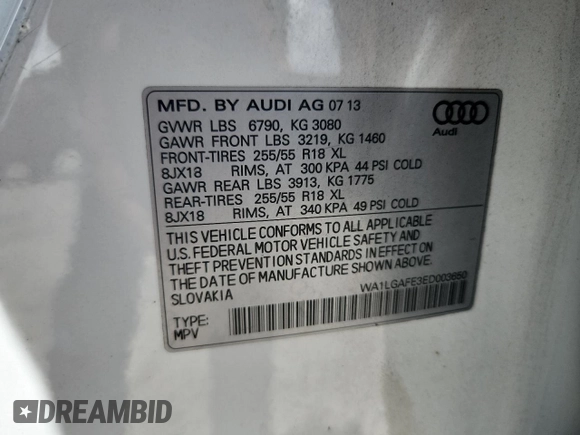 MFD. BY AUDI AG 07 13
GVWR LBS 6790, KG 3080
GAWR FRONT LBS 3219, KG 1460
FRONT-TIRES 255/55 R18 XL
8JX18 RIMS, AT 300 KPA 44 PSI COLD
GAWR REAR LBS 3913, KG 1775
REAR-TIRES 255/55 R18 XL
8JX18 RIMS, AT 340 KPA 49 PSI COLD
Audi
THIS VEHICLE CONFORMS TO ALL APPLICABLE
U.S. FEDERAL MOTOR VEHICLE SAFETY AND
THEFT PREVENTION STANDARDS IN EFFECT ON
THE DATE OF MANUFACTURE SHOWN ABOVE.
SLOVAKIA
WA1LGAFE3ED003650
TYPE:
MPV
DREAMBID